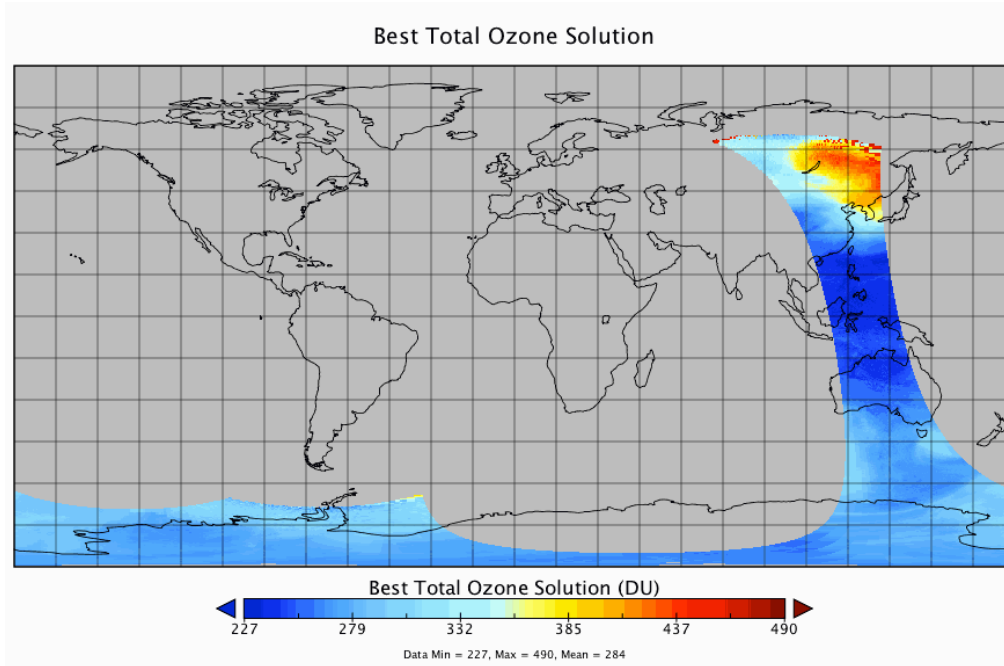 Best Total Ozone Solution
Best Total Ozone Solution (DU)
227 279 332 385 437 490
Data Min = 227, Max = 490, Mean = 284